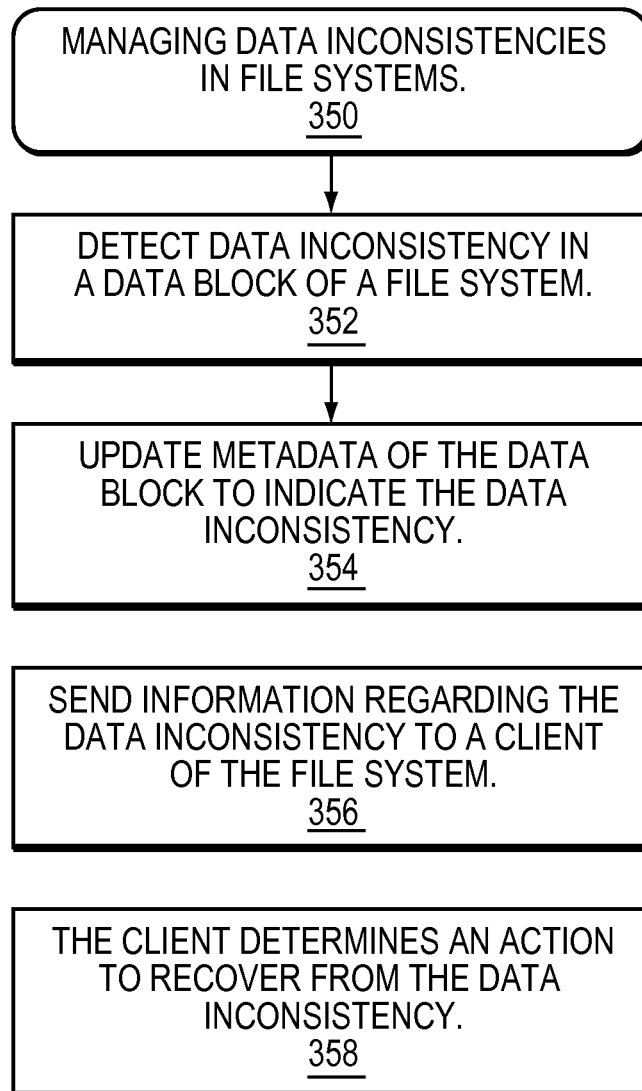 MANAGING DATA INCONSISTENCIES
IN FILE SYSTEMS.
350
DETECT DATA INCONSISTENCY IN
A DATA BLOCK OF A FILE SYSTEM.
352
UPDATE METADATA OF THE DATA
BLOCK TO INDICATE THE DATA
INCONSISTENCY.
354
SEND INFORMATION REGARDING THE
DATA INCONSISTENCY TO A CLIENT
OF THE FILE SYSTEM.
356
THE CLIENT DETERMINES AN ACTION
TO RECOVER FROM THE DATA
INCONSISTENCY.
358